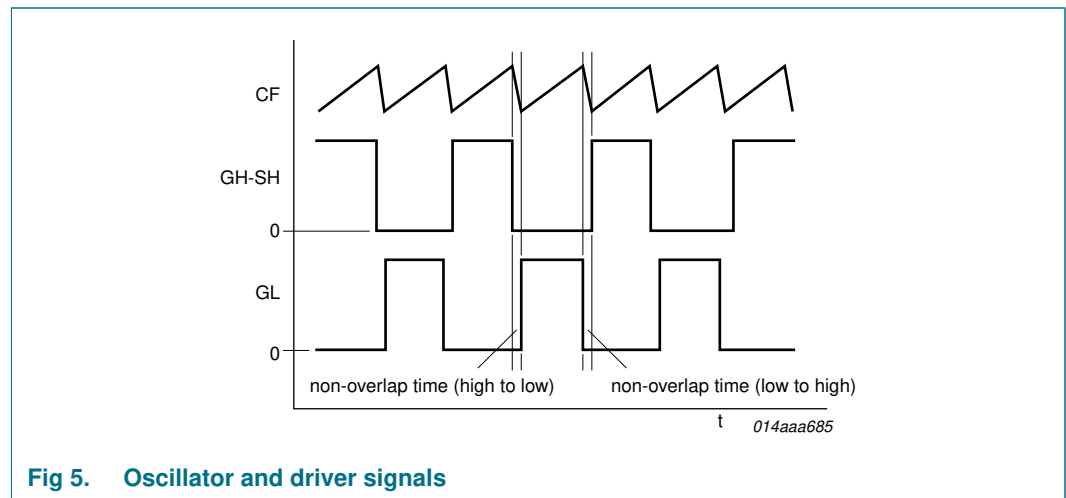 CF
GH-SH
0
GL
0
non-overlap time (high to low) non-overlap time (low to high)
t
014aaa685
Fig 5. Oscillator and driver signals